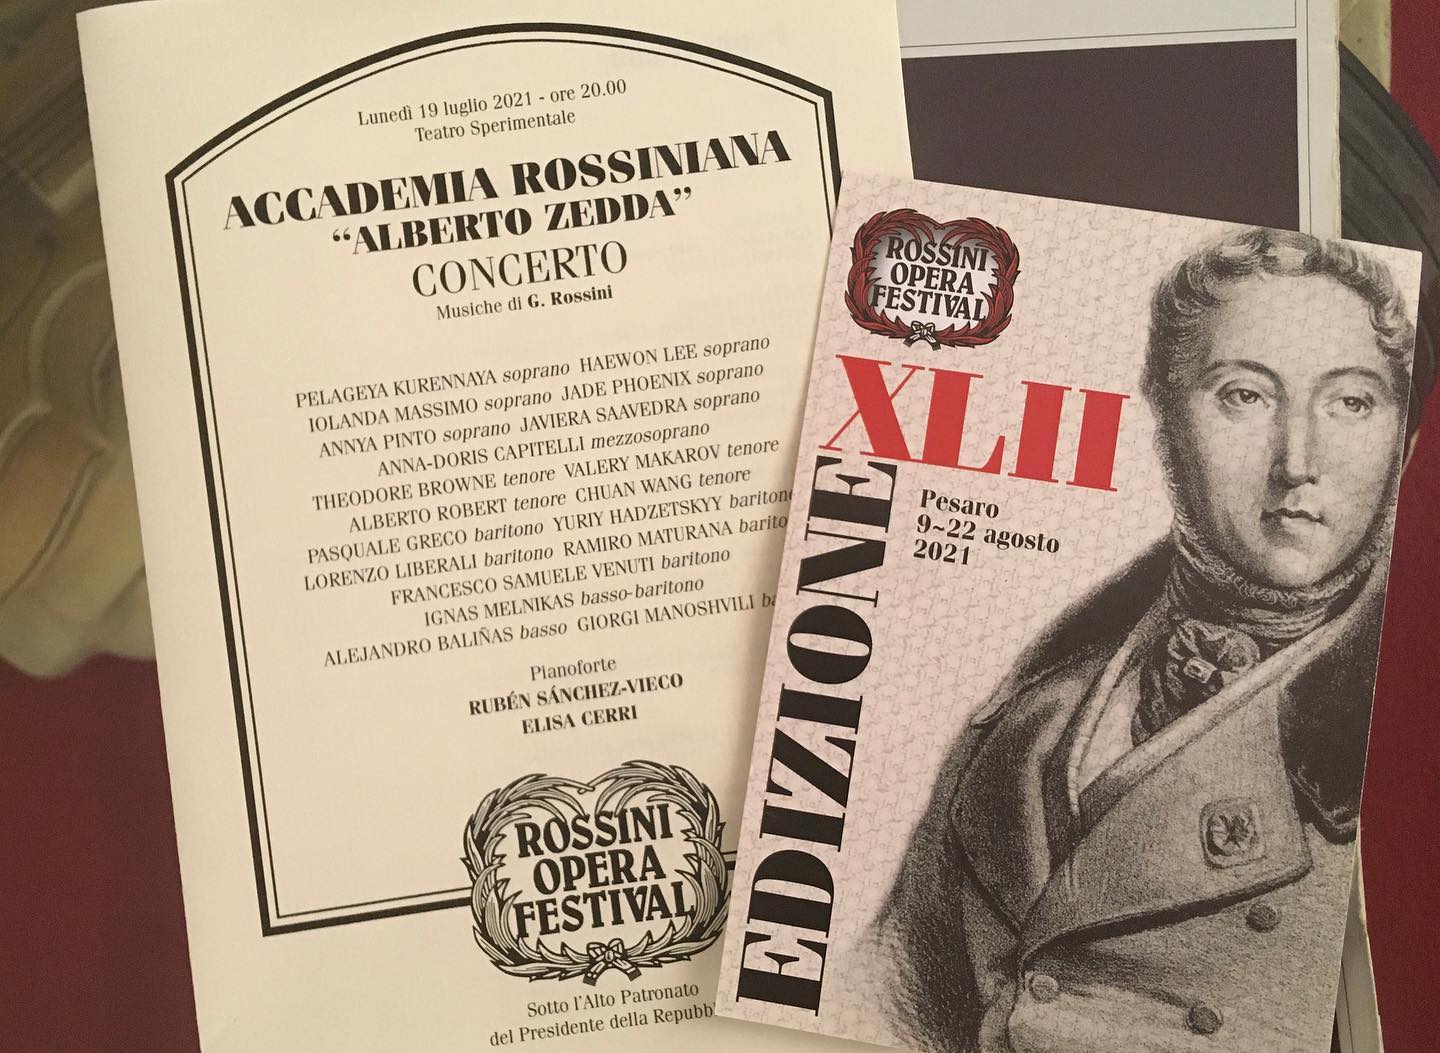 Lunedì 19 luglio 2021 - ore 20.00
Teatro Sperimentale
ACCADEMIA ROSSINIANA
“ALBERTO ZEDDA”
CONCERTO
Musiche di G. Rossini
PELAGEYA KURENNAYA soprano HAEWON LEE soprano
IOLANDA MASSIMO soprano JADE PHOENIX soprano
ANNYA PINTO soprano JAVIERA SAAVEDRA soprano
ANNA-DORIS CAPITELLI mezzosoprano
THEODORE BROWNE tenore VALERY MAKAROV tenore
ALBERTO ROBERT tenore CHUAN WANG tenore
PASQUALE GRECO baritono YURIY HADZETSKYY baritono
LORENZO LIBERALI baritono RAMIRO MATURANA barito
FRANCESCO SAMUELE VENUTI baritono
IGNAS MELNIKAS basso-baritono
ALEJANDRO BALIÑAS basso GIORGI MANOSHVILI ba
Pianoforte
RUBÉN SÁNCHEZ-VIECO
ELISA CERRI
ROSSINI
OPERA
FESTIVAL
Sotto l'Alto Patronato
del Presidente della Repubb
ROSSINI
OPERA
FESTIVAL
XLII
EDIZIONE
Pesaro
9~22 agosto
2021